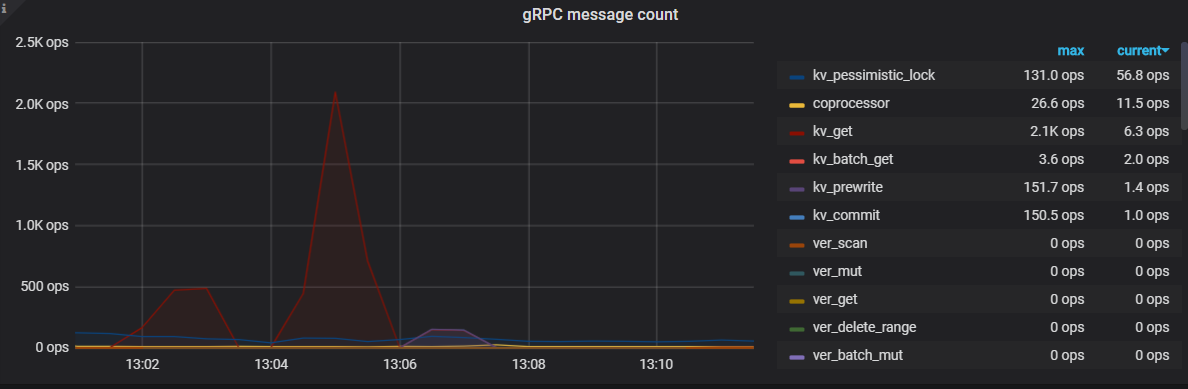 i
gRPC message count
2.5K ops
2.0K ops
1.5K ops
1.0K ops
500 ops
0 ops
13:02 13:04 13:06 13:08 13:10
max current
kv_pessimistic_lock 131.0 ops 56.8 ops
coprocessor 26.6 ops 11.5 ops
kv_get 2.1K ops 6.3 ops
kv_batch_get 3.6 ops 2.0 ops
kv_prewrite 151.7 ops 1.4 ops
kv_commit 150.5 ops 1.0 ops
ver_scan 0 ops 0 ops
ver_mut 0 ops 0 ops
ver_get 0 ops 0 ops
ver_delete_range 0 ops 0 ops
ver_batch_mut 0 ops 0 ops